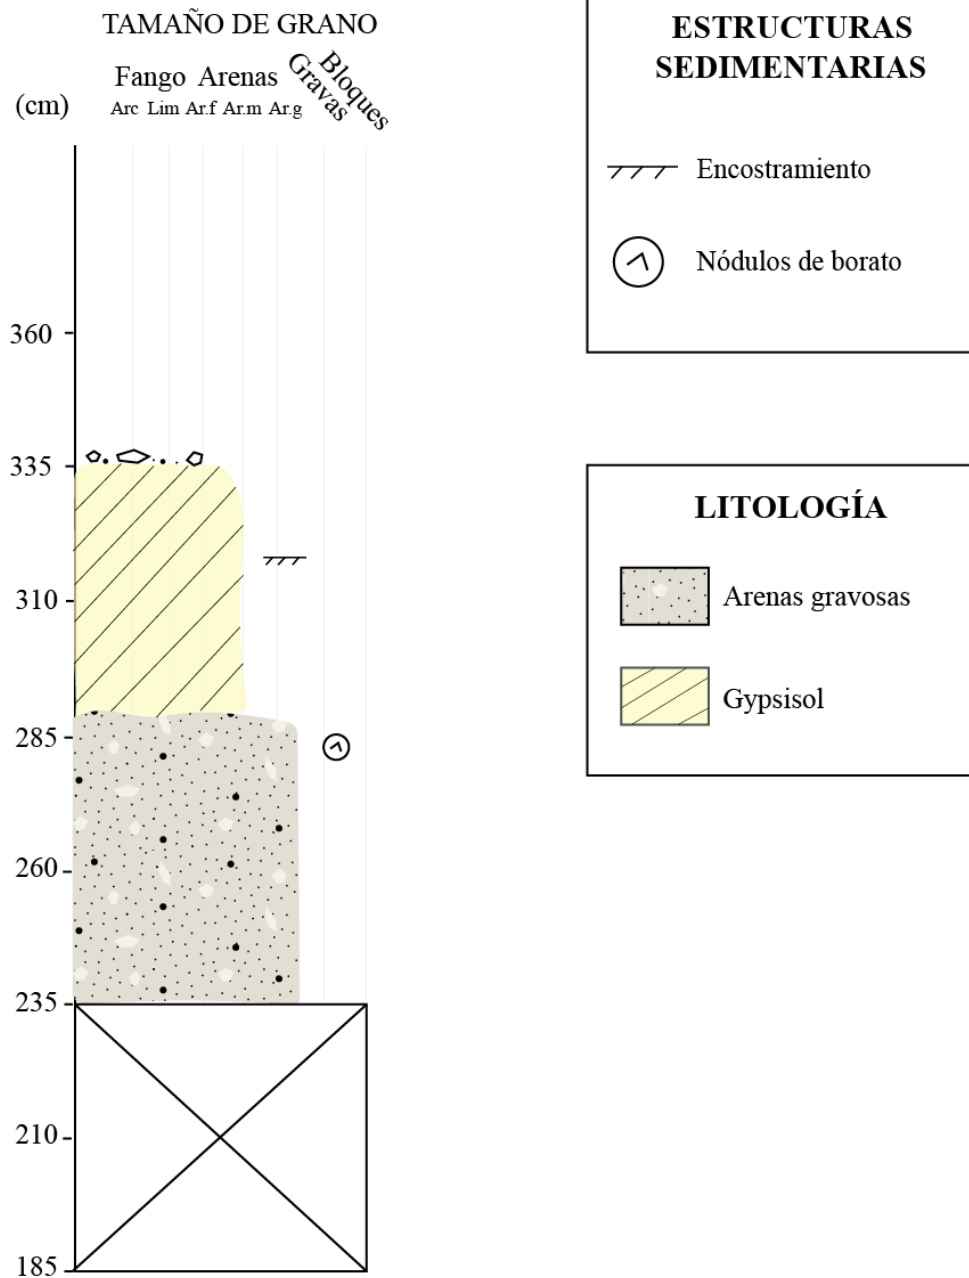 TAMAÑO DE GRANO
Fango Arenas Gravas Bloques
(cm) Arc Lim Ar.f Ar.m Ar.g
360
335
310
285
260
235
210
185
ESTRUCTURAS
SEDIMENTARIAS
Encostramiento
Nódulos de borato
LITOLOGÍA
Arenas gravosas
Gypsisol